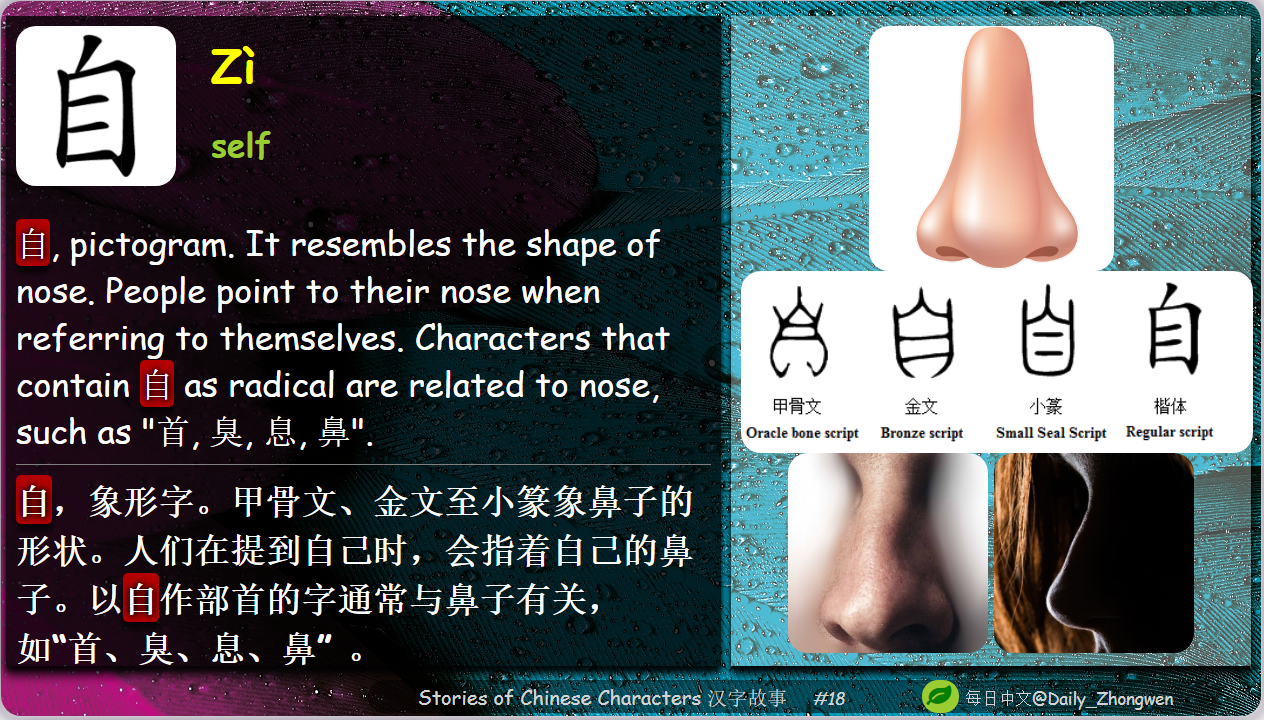 自
Zì
self
自, pictogram. It resembles the shape of
nose. People point to their nose when
referring to themselves. Characters that
contain 自 as radical are related to nose,
such as "首, 臭, 息, 鼻".
自，象形字。甲骨文、金文至小篆象鼻子的
形状。人们在提到自己时，会指着自己的鼻
子。以自作部首的字通常与鼻子有关，
如“首、臭、息、鼻”。
甲骨文 金文 小篆 楷体
Oracle bone script Bronze script Small Seal Script Regular script
自
Stories of Chinese Characters 汉字故事 #18
每日中文@Daily_Zhongwen